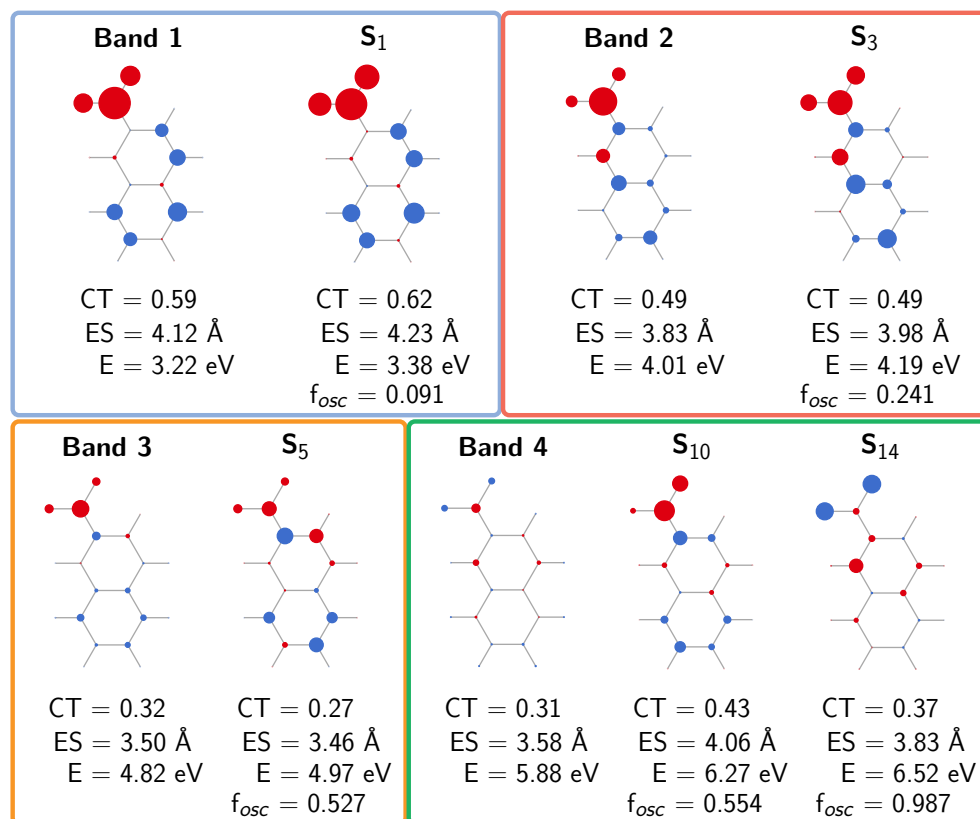 Band 1
S₁
CT = 0.59
ES = 4.12 Å
E = 3.22 eV
CT = 0.62
ES = 4.23 Å
E = 3.38 eV
fosc = 0.091
Band 2
S₃
CT = 0.49
ES = 3.83 Å
E = 4.01 eV
CT = 0.49
ES = 3.98 Å
E = 4.19 eV
fosc = 0.241
Band 3
S₅
CT = 0.32
ES = 3.50 Å
E = 4.82 eV
CT = 0.27
ES = 3.46 Å
E = 4.97 eV
fosc = 0.527
Band 4
S₁₀
S₁₄
CT = 0.31
ES = 3.58 Å
E = 5.88 eV
CT = 0.43
ES = 4.06 Å
E = 6.27 eV
fosc = 0.554
CT = 0.37
ES = 3.83 Å
E = 6.52 eV
fosc = 0.987